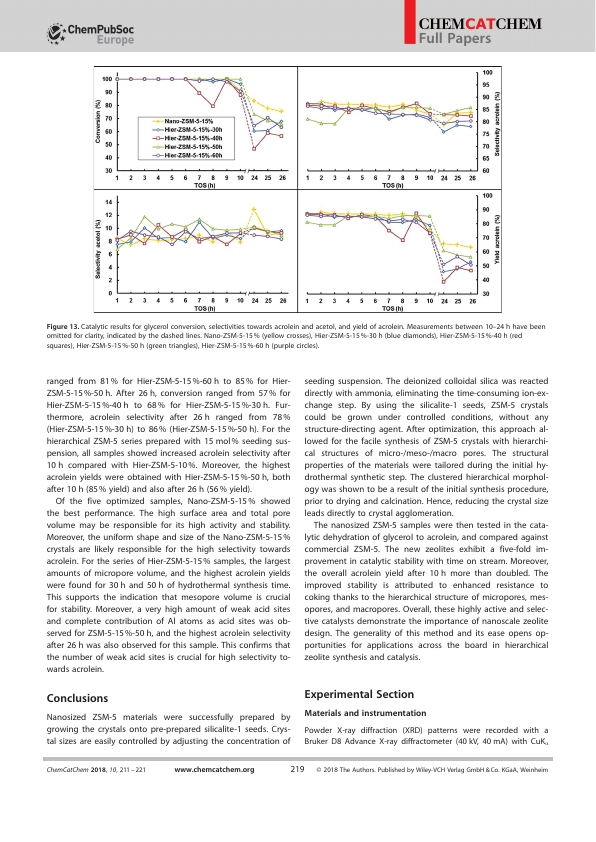 ChemPubSoc
Europe
CHEMCATCHEM
Full Papers
Conversion (%)
100
90
80
70
60
50
40
30
Nano-ZSM-5-15%
Hier-ZSM-5-15%-30h
Hier-ZSM-5-15%-40h
Hier-ZSM-5-15%-50h
Hier-ZSM-5-15%-60h
1 2 3 4 5 6 7 8 9 10 24 25 26
TOS (h)
100
95
90
85
80
75
70
65
60
Selectivity acrolein (%)
1 2 3 4 5 6 7 8 9 10 24 25 26
TOS (h)
Selectivity acetol (%)
14
12
10
8
6
4
2
0
1 2 3 4 5 6 7 8 9 10 24 25 26
TOS (h)
100
90
80
70
60
50
40
30
Yield acrolein (%)
1 2 3 4 5 6 7 8 9 10 24 25 26
TOS (h)
Figure 13. Catalytic results for glycerol conversion, selectivities towards acrolein and acetol, and yield of acrolein. Measurements between 10–24 h have been
omitted for clarity, indicated by the dashed lines. Nano-ZSM-5-15% (yellow crosses), Hier-ZSM-5-15%-30 h (blue diamonds), Hier-ZSM-5-15%-40 h (red
squares), Hier-ZSM-5-15%-50 h (green triangles), Hier-ZSM-5-15%-60 h (purple circles).
ranged from 81% for Hier-ZSM-5-15%-60 h to 85% for Hier-
ZSM-5-15%-50 h. After 26 h, conversion ranged from 57% for
Hier-ZSM-5-15%-40 h to 68% for Hier-ZSM-5-15%-30 h. Fur-
thermore, acrolein selectivity after 26 h ranged from 78%
(Hier-ZSM-5-15%-30 h) to 86% (Hier-ZSM-5-15%-50 h). For the
hierarchical ZSM-5 series prepared with 15 mol% seeding sus-
pension, all samples showed increased acrolein selectivity after
10 h compared with Hier-ZSM-5-10%. Moreover, the highest
acrolein yields were obtained with Hier-ZSM-5-15%-50 h, both
after 10 h (85% yield) and also after 26 h (56% yield).
Of the five optimized samples, Nano-ZSM-5-15% showed
the best performance. The high surface area and total pore
volume may be responsible for its high activity and stability.
Moreover, the uniform shape and size of the Nano-ZSM-5-15%
crystals are likely responsible for the high selectivity towards
acrolein. For the series of Hier-ZSM-5-15% samples, the largest
amounts of micropore volume, and the highest acrolein yields
were found for 30 h and 50 h of hydrothermal synthesis time.
This supports the indication that mesopore volume is crucial
for stability. Moreover, a very high amount of weak acid sites
and complete contribution of Al atoms as acid sites was ob-
served for ZSM-5-15%-50 h, and the highest acrolein selectivity
after 26 h was also observed for this sample. This confirms that
the number of weak acid sites is crucial for high selectivity to-
wards acrolein.
Conclusions
Nanosized ZSM-5 materials were successfully prepared by
growing the crystals onto pre-prepared silicalite-1 seeds. Crys-
tal sizes are easily controlled by adjusting the concentration of
seeding suspension. The deionized colloidal silica was reacted
directly with ammonia, eliminating the time-consuming ion-ex-
change step. By using the silicalite-1 seeds, ZSM-5 crystals
could be grown under controlled conditions, without any
structure-directing agent. After optimization, this approach al-
lowed for the facile synthesis of ZSM-5 crystals with hierarchi-
cal structures of micro-/meso-/macro pores. The structural
properties of the materials were tailored during the initial hy-
drothermal synthetic step. The clustered hierarchical morphol-
ogy was shown to be a result of the initial synthesis procedure,
prior to drying and calcination. Hence, reducing the crystal size
leads directly to crystal agglomeration.
The nanosized ZSM-5 samples were then tested in the cata-
lytic dehydration of glycerol to acrolein, and compared against
commercial ZSM-5. The new zeolites exhibit a five-fold im-
provement in catalytic stability with time on stream. Moreover,
the overall acrolein yield after 10 h more than doubled. The
improved stability is attributed to enhanced resistance to
coking thanks to the hierarchical structure of micropores, mes-
opores, and macropores. Overall, these highly active and selec-
tive catalysts demonstrate the importance of nanoscale zeolite
design. The generality of this method and its ease opens op-
portunities for applications across the board in hierarchical
zeolite synthesis and catalysis.
Experimental Section
Materials and instrumentation
Powder X-ray diffraction (XRD) patterns were recorded with a
Bruker D8 Advance X-ray diffractometer (40 kV, 40 mA) with CuKα
ChemCatChem 2018, 10, 211–221
www.chemcatchem.org
219
© 2018 The Authors. Published by Wiley-VCH Verlag GmbH & Co. KGaA, Weinheim